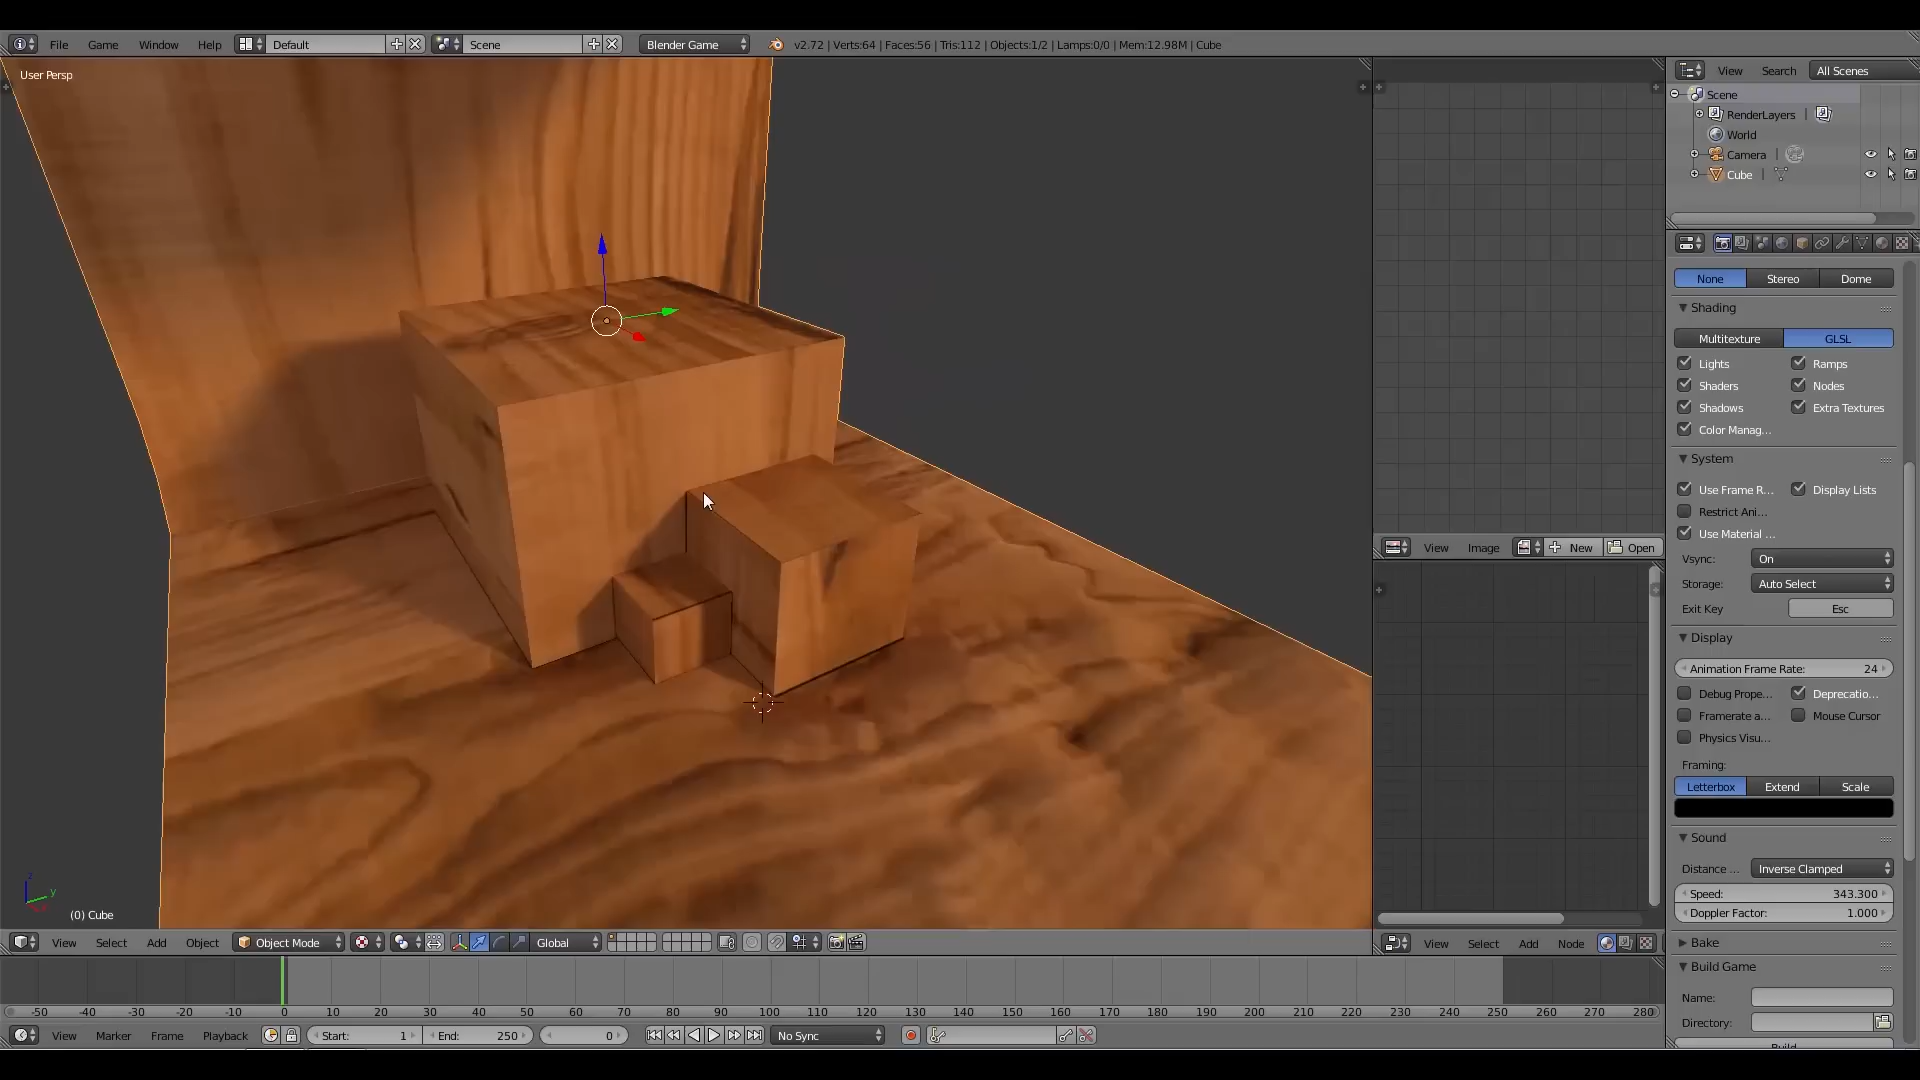 File Game Window Help Default Scene Blender Game v2.72 | Verts:64 | Faces:56 | Tris:112 | Objects:1/2 | Lamps:0/0 | Mem:12.98M | Cube
User Persp
(0) Cube
View Select Add Object Object Mode Global
View Image New Open
View Select Add Node
View Search All Scenes
Scene
RenderLayers |
World
Camera |
Cube |
None Stereo Dome
Shading
Multitexture GLSL
Lights Ramps
Shaders Nodes
Shadows Extra Textures
Color Manag...
System
Use Frame R... Display Lists
Restrict Ani...
Use Material ...
Vsync: On
Storage: Auto Select
Exit Key Esc
Display
Animation Frame Rate: 24
Debug Prope... Deprecatio...
Framerate a... Mouse Cursor
Physics Visu...
Framing:
Letterbox Extend Scale
Sound
Distance ... Inverse Clamped
Speed: 343.300
Doppler Factor: 1.000
Bake
Build Game
Name:
Directory:
Build
-50 -40 -30 -20 -10 0 10 20 30 40 50 60 70 80 90 100 110 120 130 140 150 160 170 180 190 200 210 220 230 240 250 260 270 280
View Marker Frame Playback Start: 1 End: 250 0 No Sync
z
y